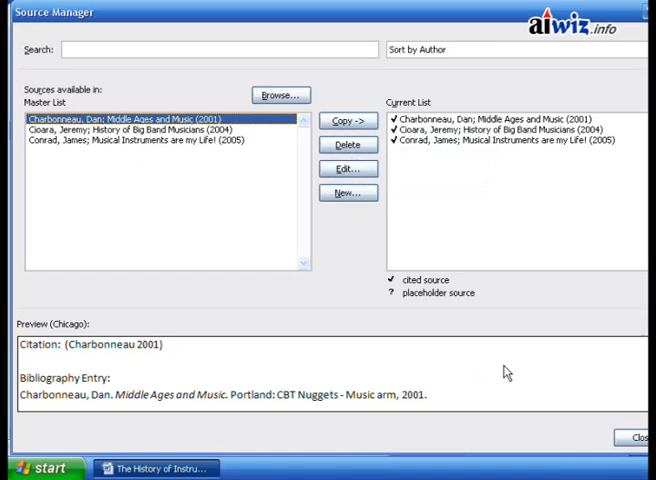 Source Manager
aiwiz.info
Search:
Sort by Author
Sources available in:
Master List
Browse...
Current List
Charbonneau, Dan; Middle Ages and Music (2001)
Cioara, Jeremy; History of Big Band Musicians (2004)
Conrad, James; Musical Instruments are my Life! (2005)
Copy ->
Delete
Edit...
New...
✓ Charbonneau, Dan; Middle Ages and Music (2001)
✓ Cioara, Jeremy; History of Big Band Musicians (2004)
✓ Conrad, James; Musical Instruments are my Life! (2005)
✓ cited source
? placeholder source
Preview (Chicago):
Citation: (Charbonneau 2001)
Bibliography Entry:
Charbonneau, Dan. Middle Ages and Music. Portland: CBT Nuggets - Music arm, 2001.
Clos
start
The History of Instru...